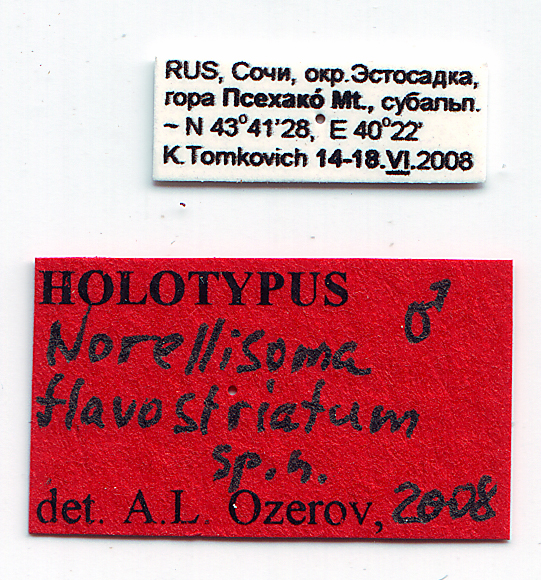 RUS, Сочи, окр.Эстосадка,
гора Псехакó Mt., субальп.
~ N 43°41'28, E 40°22'
K.Tomkovich 14-18.VI.2008
HOLOTYPUS ♂
Norellisoma
flavostriatum
sp.n.
det. A.L. Ozerov, 2008